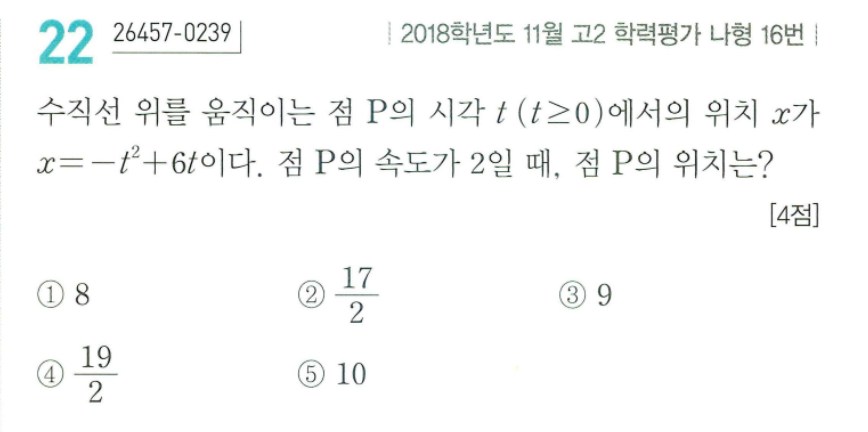 22 26457-0239 | 2018학년도 11월 고2 학력평가 나형 16번 |
수직선 위를 움직이는 점 P의 시각 t (t≥0)에서의 위치 x가
x=-t²+6t이다. 점 P의 속도가 2일 때, 점 P의 위치는?
[4점]
① 8 ② 17/2 ③ 9
④ 19/2 ⑤ 10